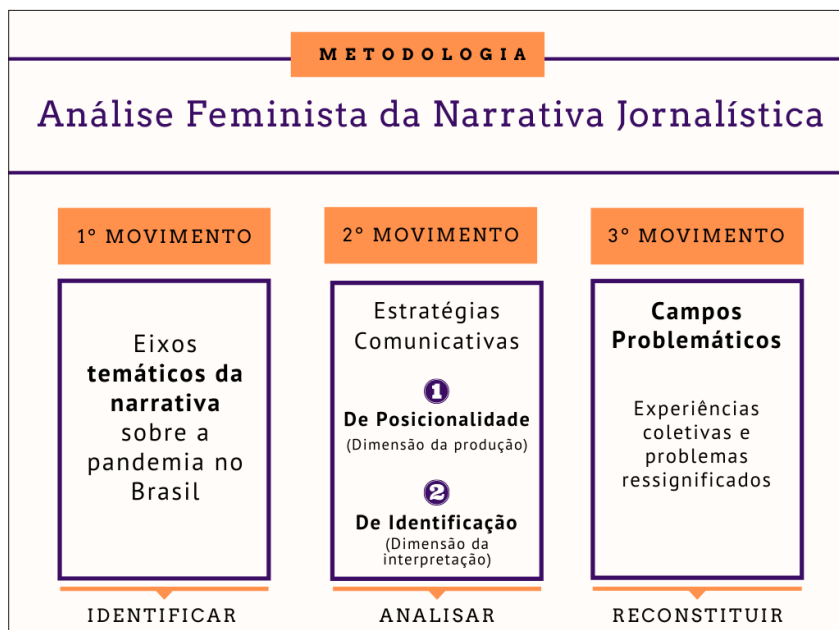 METODOLOGIA
Análise Feminista da Narrativa Jornalística
1º MOVIMENTO
Eixos
temáticos da
narrativa
sobre a
pandemia no
Brasil
IDENTIFICAR
2º MOVIMENTO
Estratégias
Comunicativas
1
De Posicionalidade
(Dimensão da produção)
2
De Identificação
(Dimensão da
interpretação)
ANALISAR
3º MOVIMENTO
Campos
Problemáticos
Experiências
coletivas e
problemas
ressignificados
RECONSTITUIR